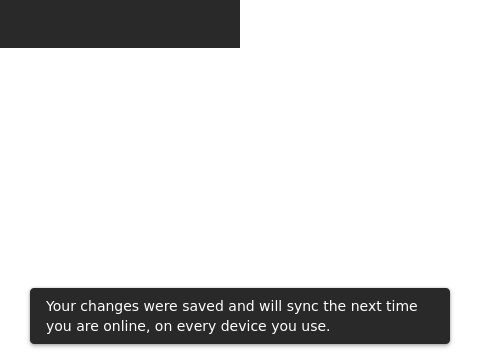 Your changes were saved and will sync the next time
you are online, on every device you use.